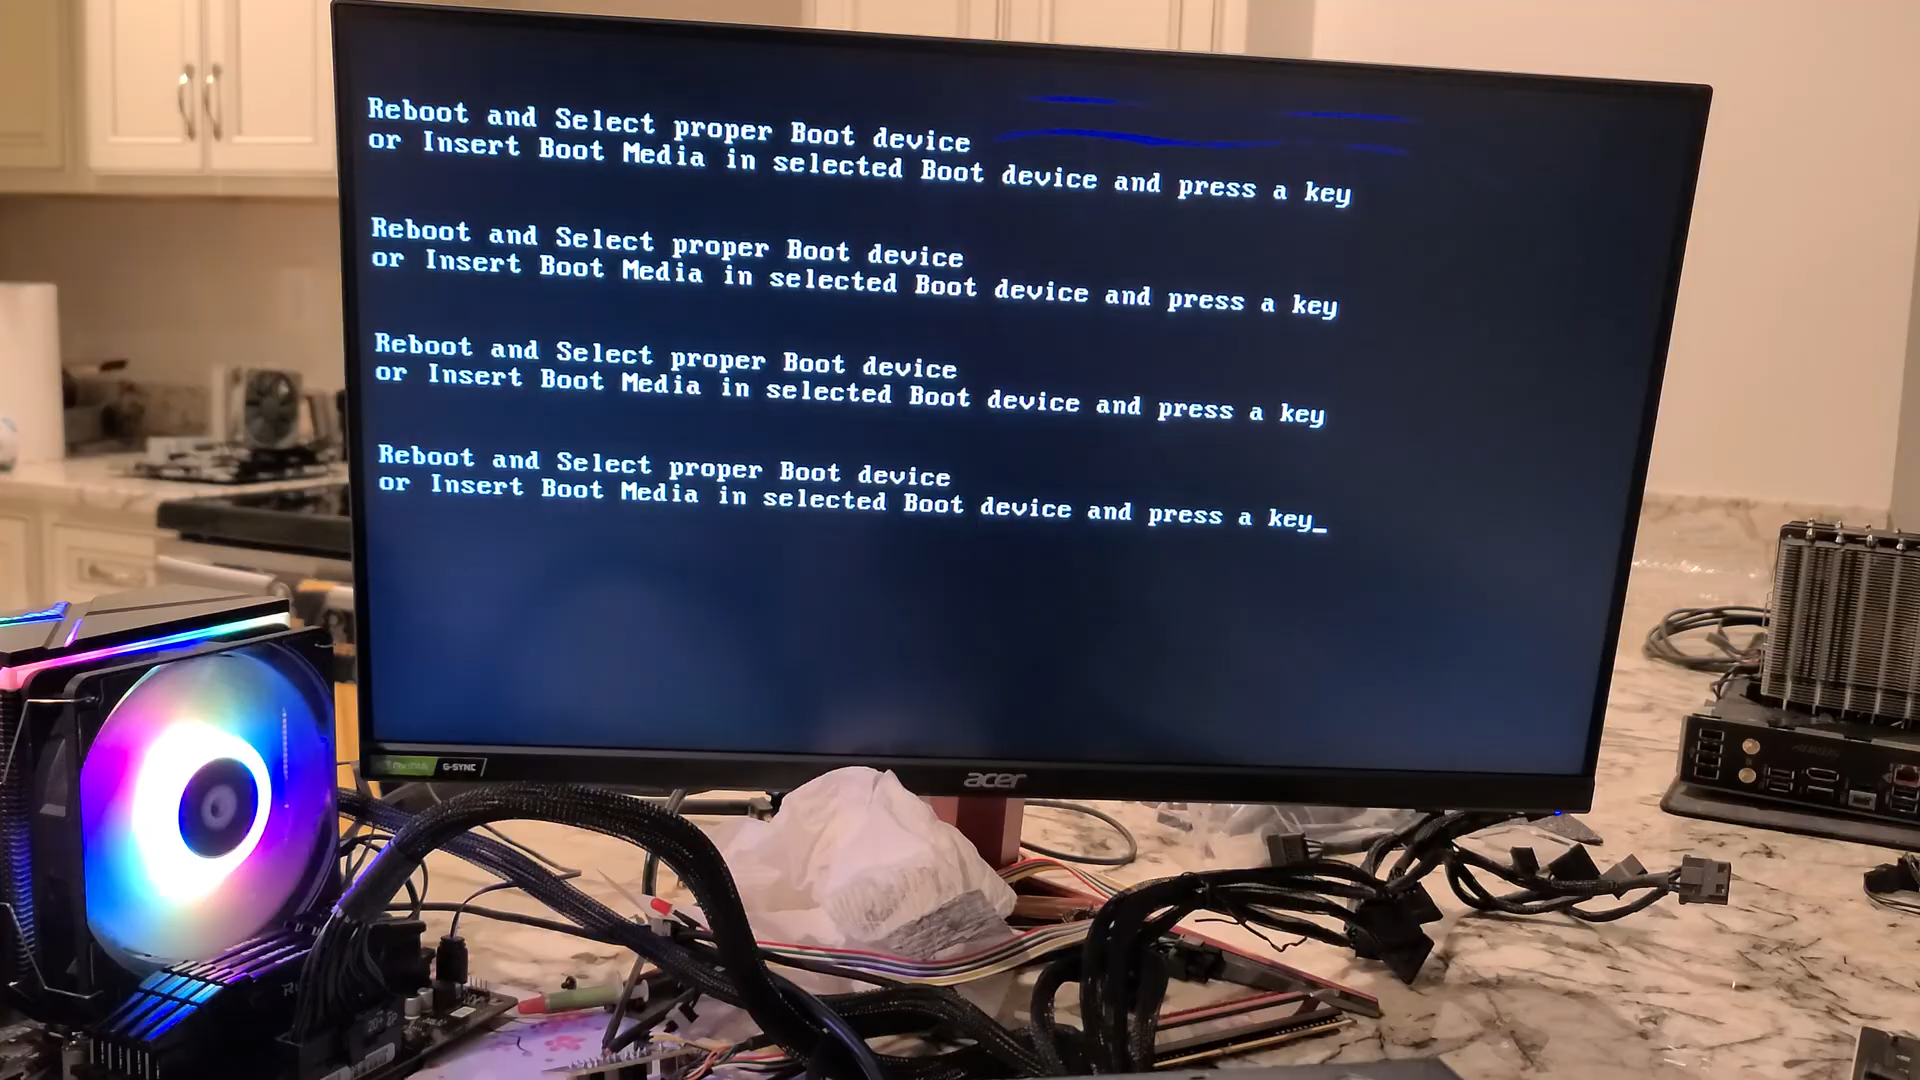 Reboot and Select proper Boot device
or Insert Boot Media in selected Boot device and press a key
Reboot and Select proper Boot device
or Insert Boot Media in selected Boot device and press a key
Reboot and Select proper Boot device
or Insert Boot Media in selected Boot device and press a key
Reboot and Select proper Boot device
or Insert Boot Media in selected Boot device and press a key_
G-SYNC
acer